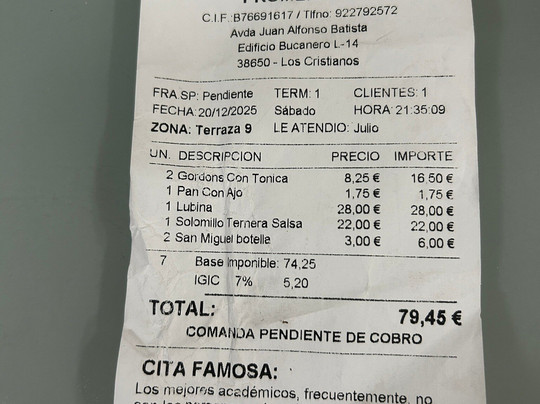 C.I.F.:B76691617 / Tlfno: 922792572
Avda Juan Alfonso Batista
Edificio Bucanero L-14
38650 - Los Cristianos
FRA.SP: Pendiente TERM: 1 CLIENTES: 1
FECHA: 20/12/2025 Sábado HORA: 21:35:09
ZONA: Terraza 9 LE ATENDIO: Julio
UN. DESCRIPCION PRECIO IMPORTE
2 Gordons Con Tonica 8,25 € 16,50 €
1 Pan Con Ajo 1,75 € 1,75 €
1 Lubina 28,00 € 28,00 €
1 Solomillo Ternera Salsa 22,00 € 22,00 €
2 San Miguel botelle 3,00 € 6,00 €
7 Base Imponible: 74,25
IGIC 7% 5,20
TOTAL: 79,45 €
COMANDA PENDIENTE DE COBRO
CITA FAMOSA:
Los mejores académicos, frecuentemente, no